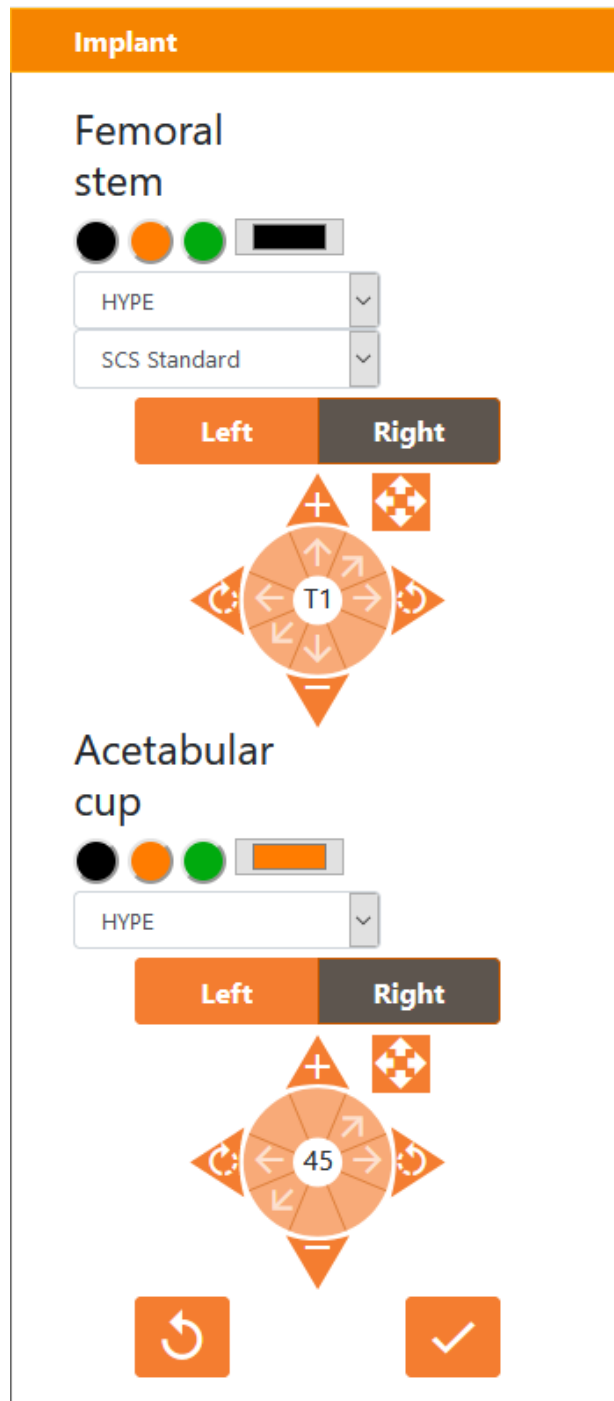 Implant
Femoral
stem
HYPE
SCS Standard
Left Right
+
T1
−
Acetabular
cup
HYPE
Left Right
+
45
−